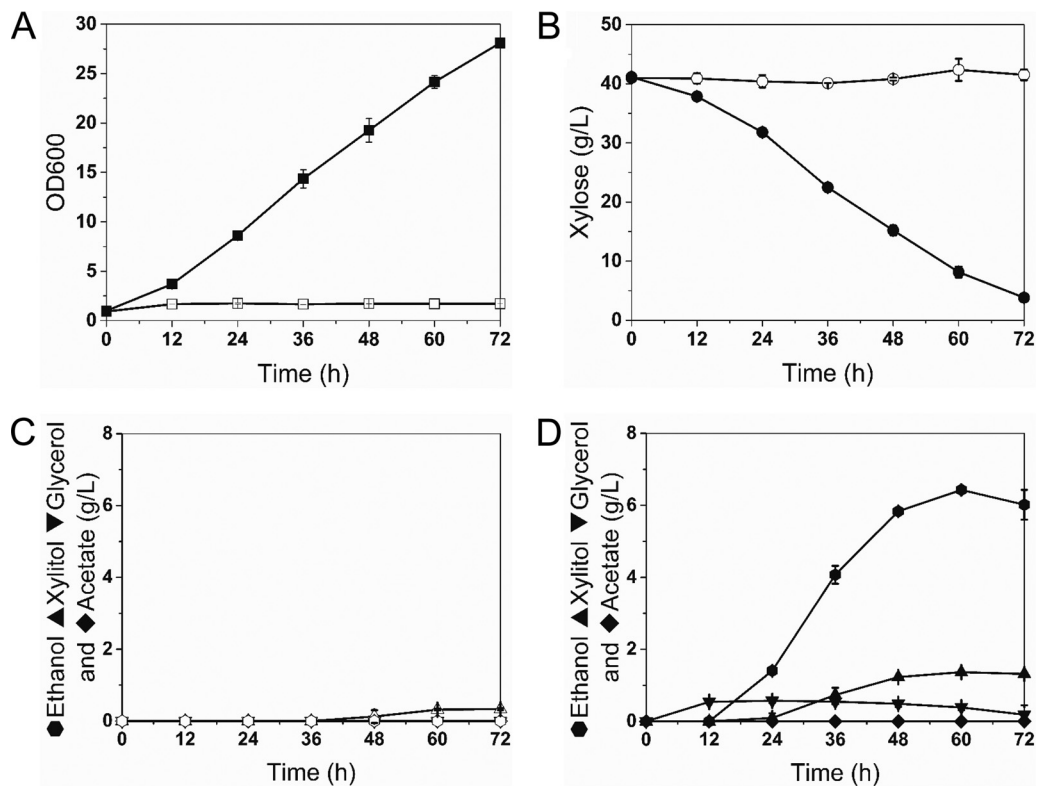 A
30
25
20
15
10
5
0
OD600
0 12 24 36 48 60 72
Time (h)
B
50
40
30
20
10
0
Xylose (g/L)
0 12 24 36 48 60 72
Time (h)
C
8
6
4
2
0
Ethanol Xylitol Glycerol
and Acetate (g/L)
0 12 24 36 48 60 72
Time (h)
D
8
6
4
2
0
Ethanol Xylitol Glycerol
and Acetate (g/L)
0 12 24 36 48 60 72
Time (h)